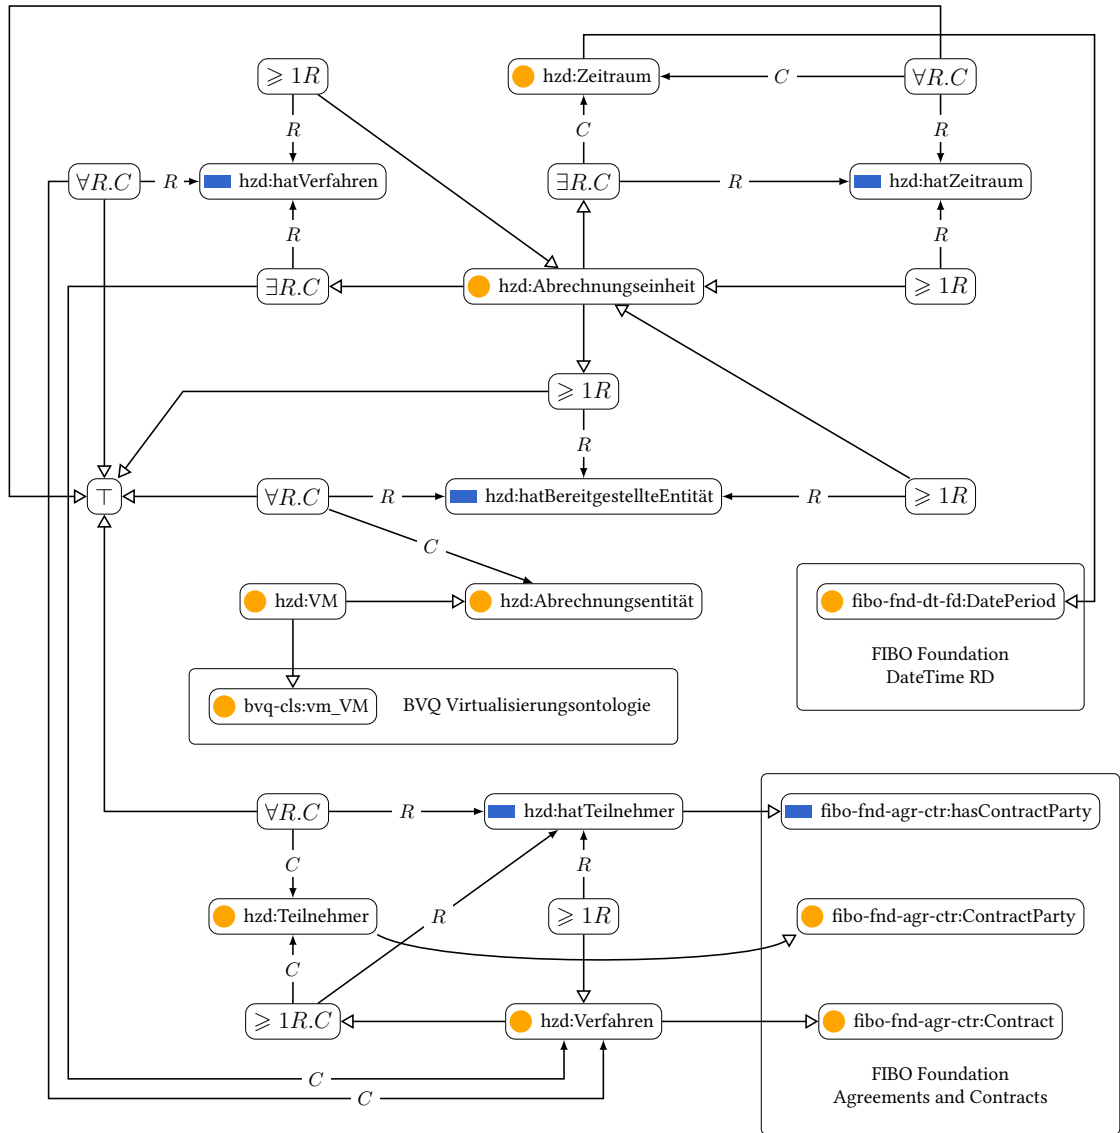 ⩾ 1R
hzd:Zeitraum
C
∀R.C
R
C
R
∀R.C
R
hzd:hatVerfahren
∃R.C
R
hzd:hatZeitraum
R
R
∃R.C
hzd:Abrechnungseinheit
⩾ 1R
⩾ 1R
R
⊤
∀R.C
R
hzd:hatBereitgestellteEntität
R
⩾ 1R
C
hzd:VM
hzd:Abrechnungsentität
fibo-fnd-dt-fd:DatePeriod
FIBO Foundation
DateTime RD
bvq-cls:vm_VM
BVQ Virtualisierungsontologie
∀R.C
R
hzd:hatTeilnehmer
fibo-fnd-agr-ctr:hasContractParty
C
R
hzd:Teilnehmer
R
⩾ 1R
fibo-fnd-agr-ctr:ContractParty
C
⩾ 1R.C
hzd:Verfahren
fibo-fnd-agr-ctr:Contract
C
C
FIBO Foundation
Agreements and Contracts